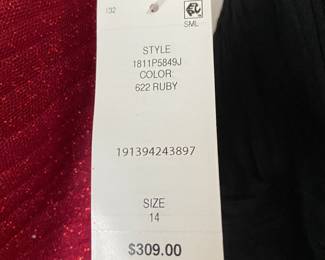 132
SML
STYLE
1811P5849J
COLOR
622 RUBY
191394243897
SIZE
14
$309.00